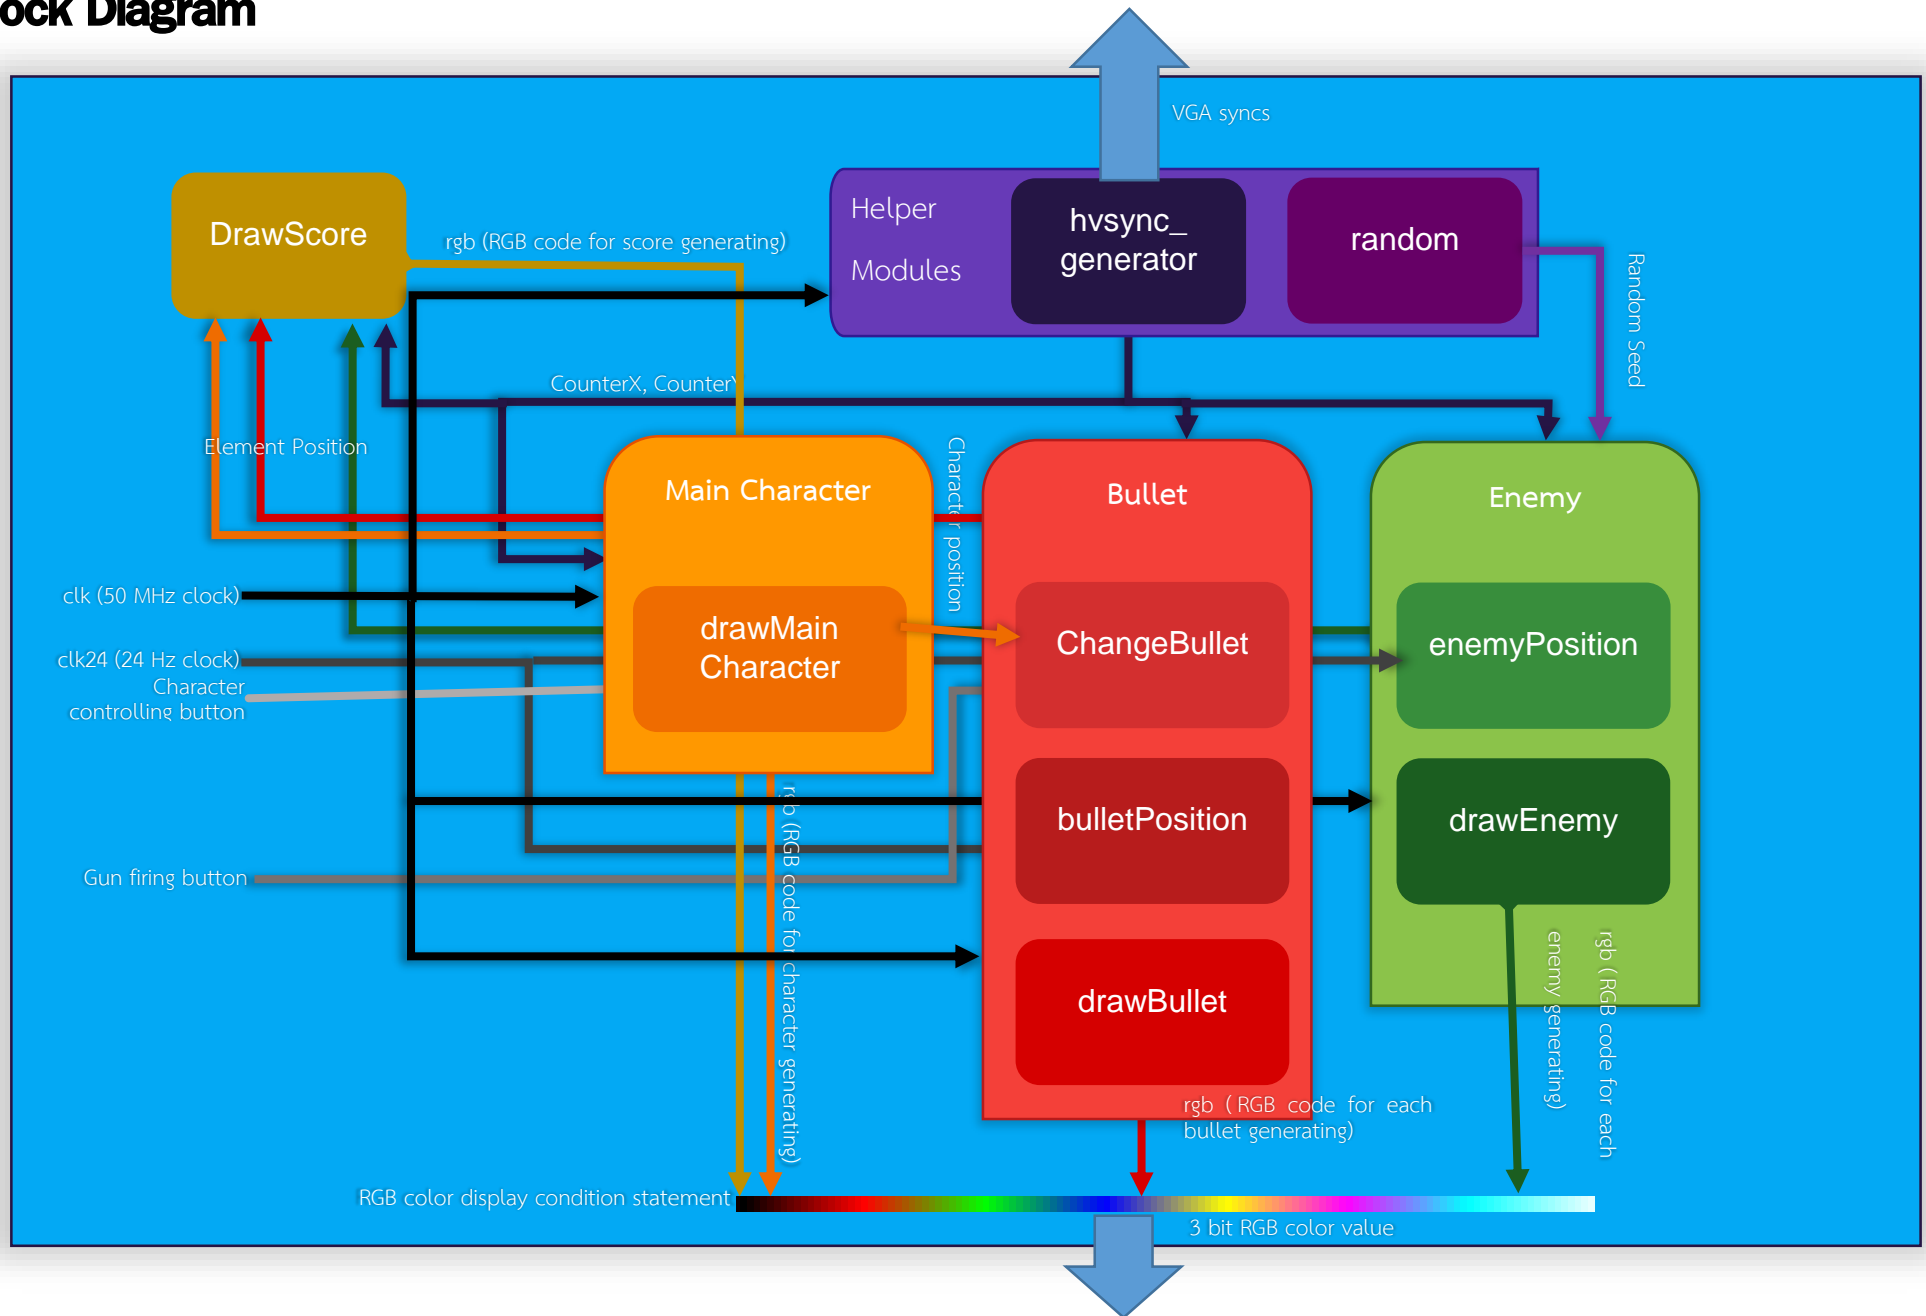 ock Diagram
VGA syncs
DrawScore
rgb (RGB code for score generating)
Helper
Modules
hvsync_
generator
random
Random Seed
CounterX, CounterY
Element Position
Main Character
Character position
Bullet
Enemy
clk (50 MHz clock)
drawMain
Character
ChangeBullet
enemyPosition
clk24 (24 Hz clock)
Character
controlling button
bulletPosition
drawEnemy
Gun firing button
rgb (RGB code for character generating)
rgb (RGB code for each
enemy generating)
drawBullet
rgb ( RGB code for each
bullet generating)
RGB color display condition statement
3 bit RGB color value